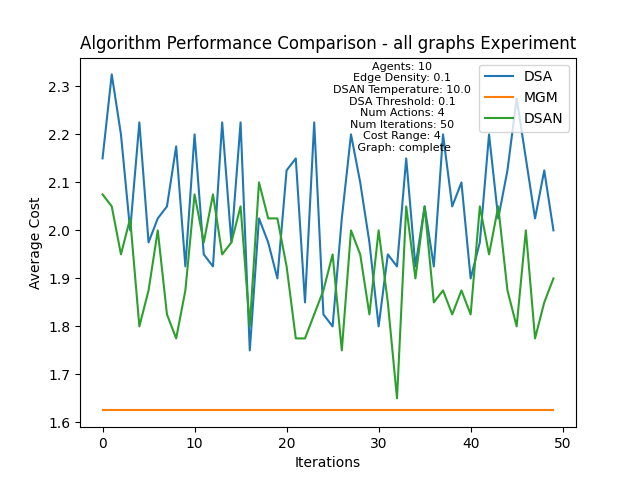 Algorithm Performance Comparison - all graphs Experiment
Agents: 10
Edge Density: 0.1
DSAN Temperature: 10.0
DSA Threshold: 0.1
Num Actions: 4
Num Iterations: 50
Cost Range: 4
Graph: complete
DSA
MGM
DSAN
Average Cost
2.3
2.2
2.1
2.0
1.9
1.8
1.7
1.6
0
10
20
30
40
50
Iterations